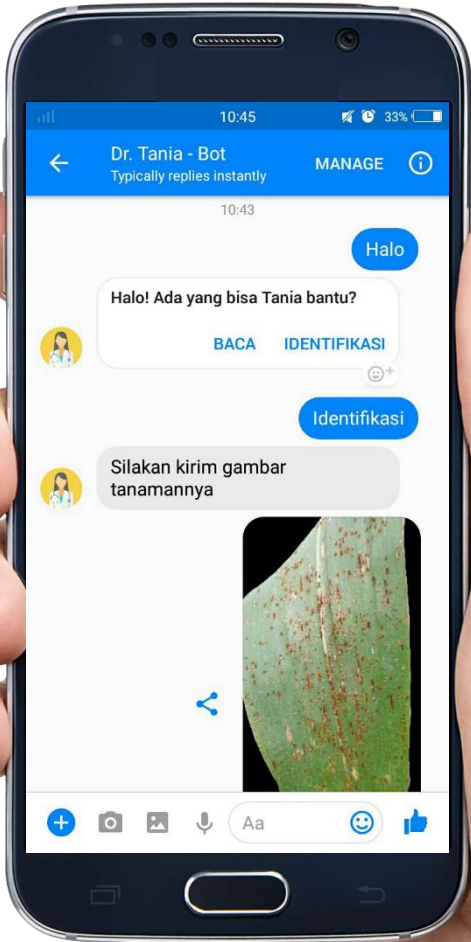 10:45
33%
Dr. Tania - Bot
MANAGE
Typically replies instantly
10:43
Halo
Halo! Ada yang bisa Tania bantu?
BACA IDENTIFIKASI
Identifikasi
Silakan kirim gambar
tanamannya
Aa